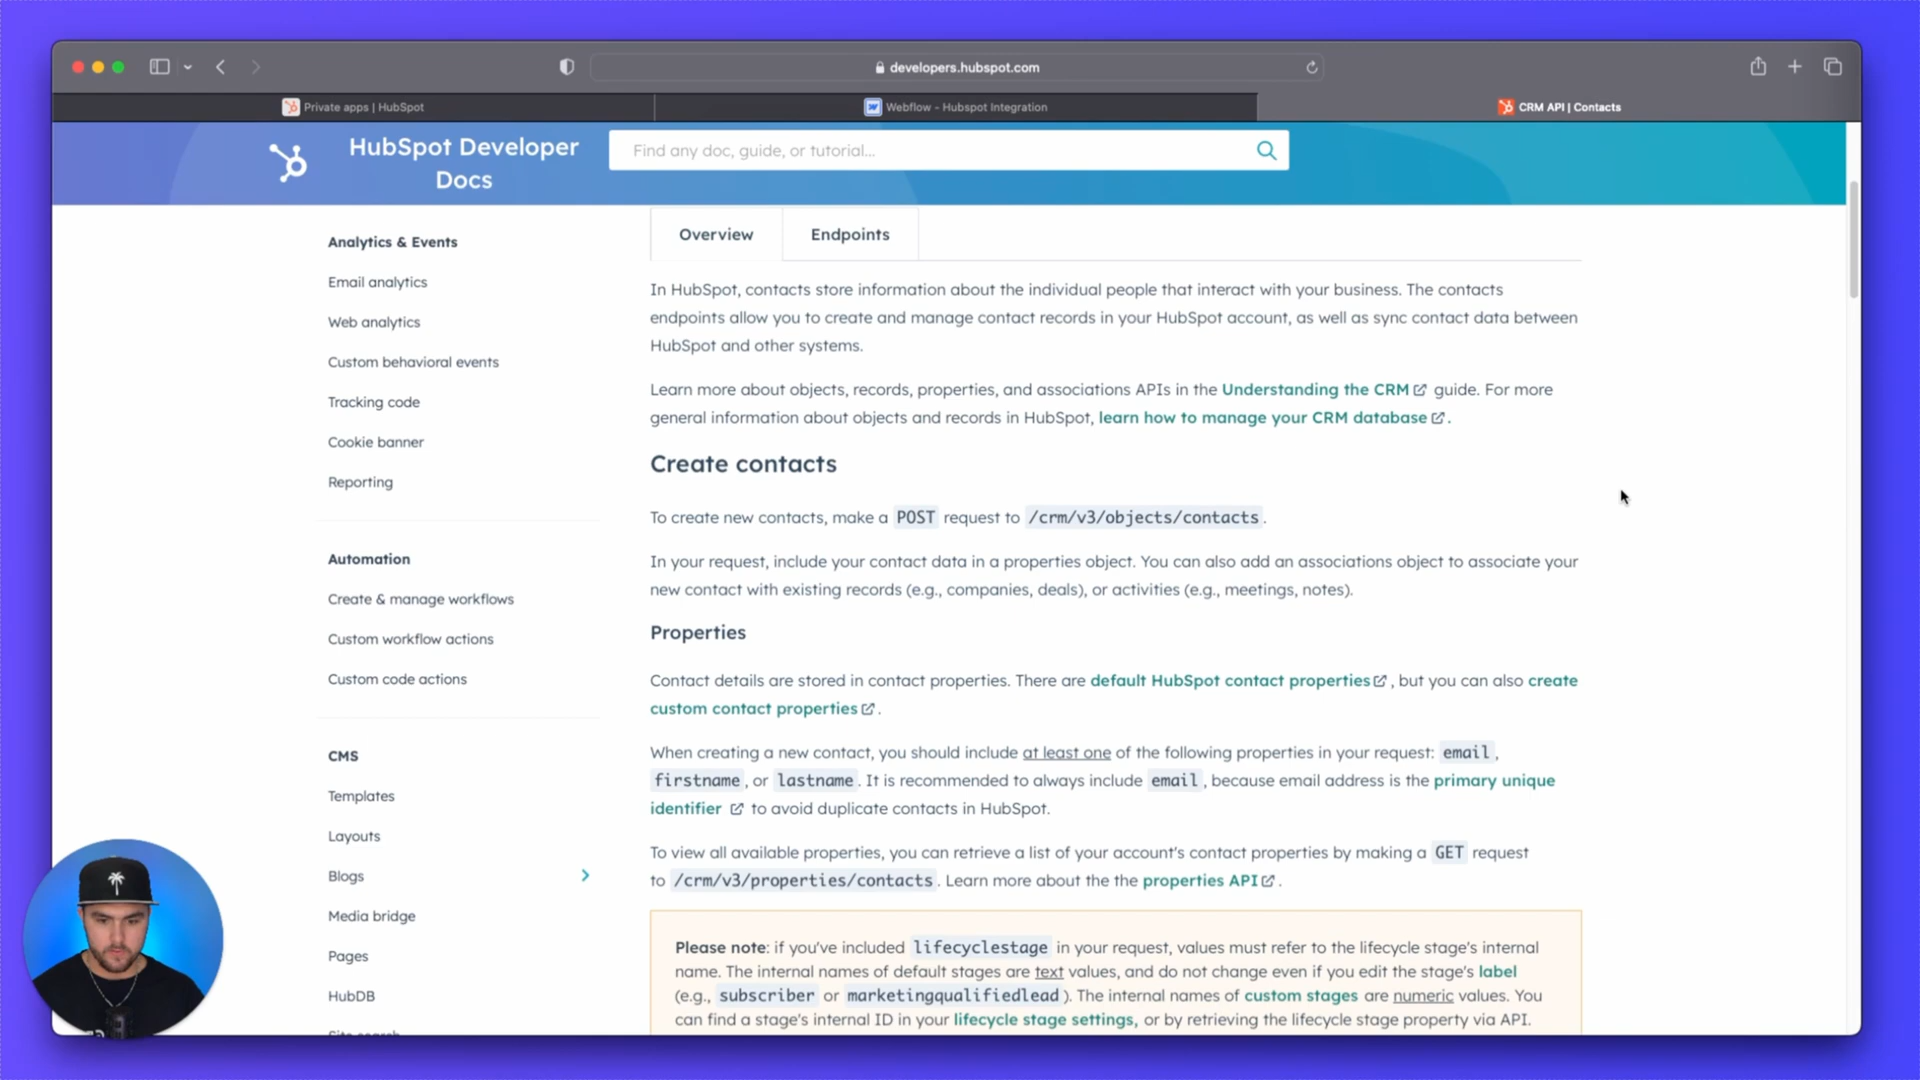 developers.hubspot.com
Private apps | HubSpot
Webflow - Hubspot Integration
CRM API | Contacts
HubSpot Developer
Docs
Find any doc, guide, or tutorial...
Analytics & Events
Email analytics
Web analytics
Custom behavioral events
Tracking code
Cookie banner
Reporting
Automation
Create & manage workflows
Custom workflow actions
Custom code actions
CMS
Templates
Layouts
Blogs
Media bridge
Pages
HubDB
Site search
Overview
Endpoints
In HubSpot, contacts store information about the individual people that interact with your business. The contacts
endpoints allow you to create and manage contact records in your HubSpot account, as well as sync contact data between
HubSpot and other systems.
Learn more about objects, records, properties, and associations APIs in the Understanding the CRM guide. For more
general information about objects and records in HubSpot, learn how to manage your CRM database.
Create contacts
To create new contacts, make a POST request to /crm/v3/objects/contacts.
In your request, include your contact data in a properties object. You can also add an associations object to associate your
new contact with existing records (e.g., companies, deals), or activities (e.g., meetings, notes).
Properties
Contact details are stored in contact properties. There are default HubSpot contact properties, but you can also create
custom contact properties.
When creating a new contact, you should include at least one of the following properties in your request: email,
firstname, or lastname. It is recommended to always include email, because email address is the primary unique
identifier to avoid duplicate contacts in HubSpot.
To view all available properties, you can retrieve a list of your account's contact properties by making a GET request
to /crm/v3/properties/contacts. Learn more about the the properties API.
Please note: if you've included lifecyclestage in your request, values must refer to the lifecycle stage's internal
name. The internal names of default stages are text values, and do not change even if you edit the stage's label
(e.g., subscriber or marketingqualifiedlead). The internal names of custom stages are numeric values. You
can find a stage's internal ID in your lifecycle stage settings, or by retrieving the lifecycle stage property via API.